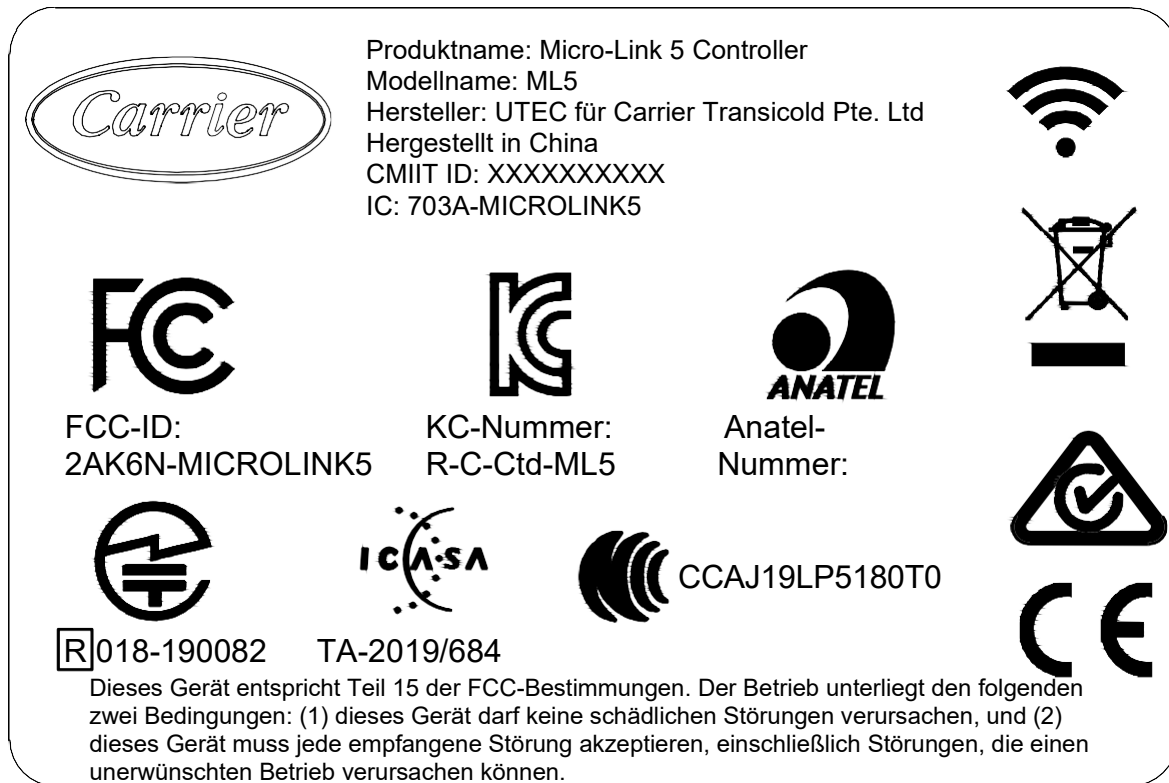 Carrier
Produktname: Micro-Link 5 Controller
Modellname: ML5
Hersteller: UTEC für Carrier Transicold Pte. Ltd
Hergestellt in China
CMIIT ID: XXXXXXXXXX
IC: 703A-MICROLINK5
FC
KC
ANATEL
FCC-ID:
2AK6N-MICROLINK5
KC-Nummer:
R-C-Ctd-ML5
Anatel-
Nummer:
ICASA
CCAJ19LP5180T0
CE
R 018-190082
TA-2019/684
Dieses Gerät entspricht Teil 15 der FCC-Bestimmungen. Der Betrieb unterliegt den folgenden
zwei Bedingungen: (1) dieses Gerät darf keine schädlichen Störungen verursachen, und (2)
dieses Gerät muss jede empfangene Störung akzeptieren, einschließlich Störungen, die einen
unerwünschten Betrieb verursachen können.